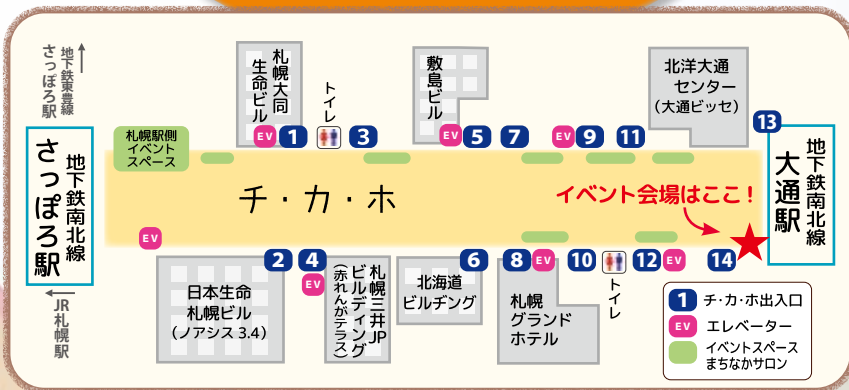 地下鉄東豊線
さっぽろ駅
札幌大同
生命ビル
トイレ
敷島ビル
北洋大通
センター
(大通ビッセ)
13
札幌駅側
イベント
スペース
EV
1
3
EV
5
7
EV
9
11
地下鉄南北線
さっぽろ駅
チ・カ・ホ
イベント会場はここ!
地下鉄南北線
大通駅
EV
2
4
EV
6
8
EV
10
12
EV
14
トイレ
日本生命
札幌ビル
(ノアシス3.4)
札幌三井JP
ビルディング
(赤れんがテラス)
北海道
ビルヂング
札幌
グランド
ホテル
JR札幌駅
1 チ・カ・ホ出入口
EV エレベーター
イベントスペース
まちなかサロン